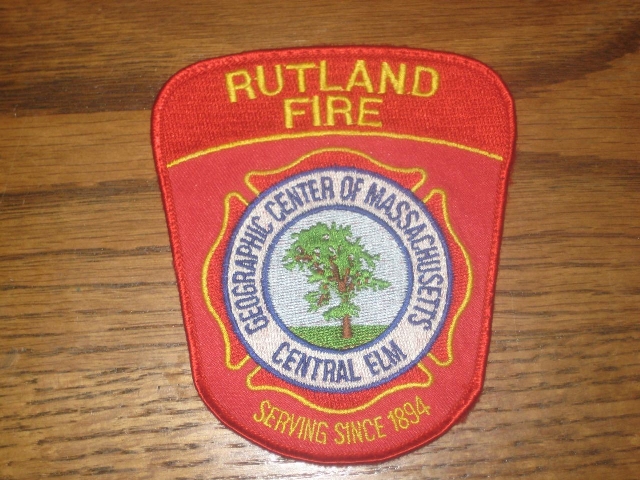 RUTLAND
FIRE
GEOGRAPHIC CENTER OF MASSACHUSETTS
CENTRAL ELM
SERVING SINCE 1894